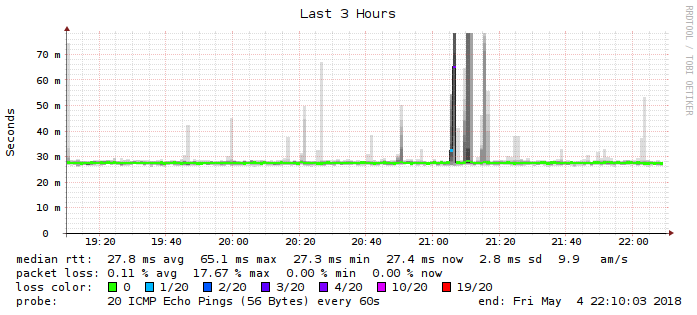 Last 3 Hours
RRDTOOL / TOBI OETIKER
Seconds
70 m
60 m
50 m
40 m
30 m
20 m
10 m
0
19:20 19:40 20:00 20:20 20:40 21:00 21:20 21:40 22:00
median rtt: 27.8 ms avg 65.1 ms max 27.3 ms min 27.4 ms now 2.8 ms sd 9.9 am/s
packet loss: 0.11 % avg 17.67 % max 0.00 % min 0.00 % now
loss color: 0 1/20 2/20 3/20 4/20 10/20 19/20
probe: 20 ICMP Echo Pings (56 Bytes) every 60s end: Fri May 4 22:10:03 2018